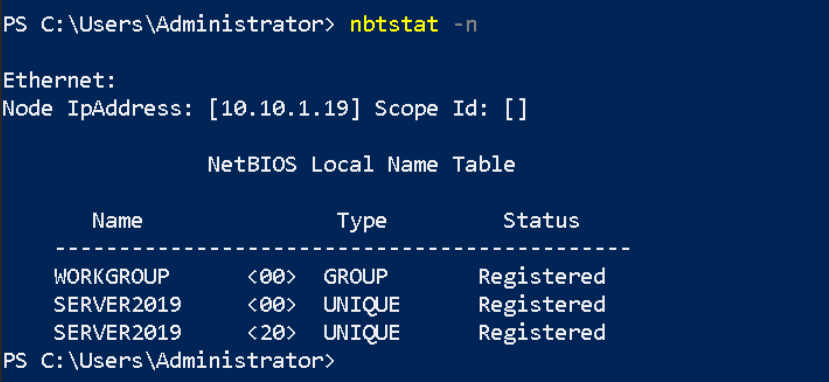 PS C:\Users\Administrator> nbtstat -n
Ethernet:
Node IpAddress: [10.10.1.19] Scope Id: []
NetBIOS Local Name Table
Name Type Status
---------------------------------------------
WORKGROUP <00> GROUP Registered
SERVER2019 <00> UNIQUE Registered
SERVER2019 <20> UNIQUE Registered
PS C:\Users\Administrator>